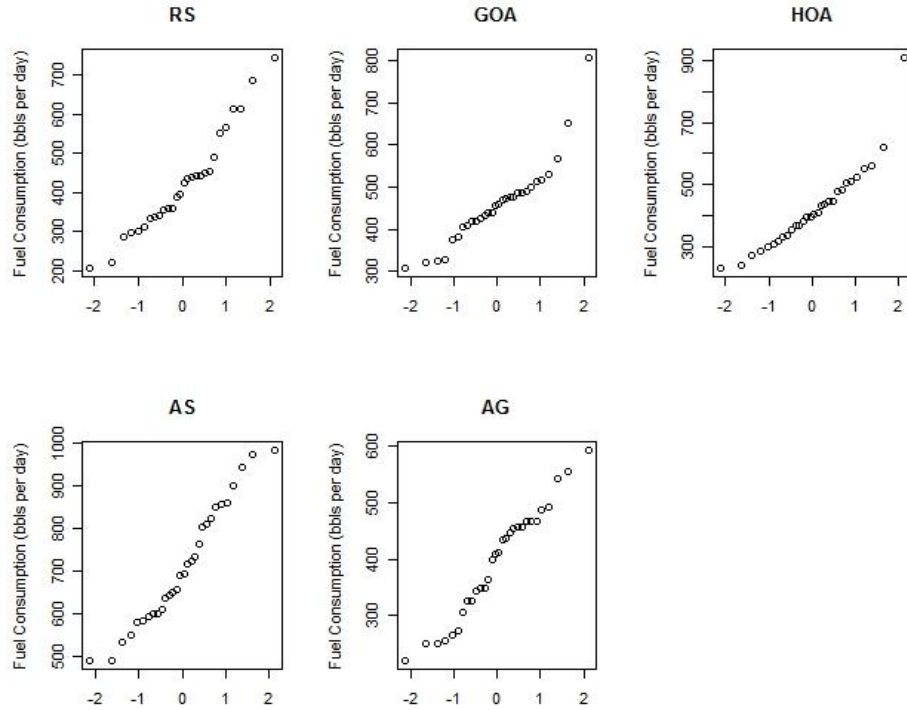 RS
Fuel Consumption (bbls per day)
200 300 400 500 600 700
-2 -1 0 1 2
GOA
Fuel Consumption (bbls per day)
300 400 500 600 700 800
-2 -1 0 1 2
HOA
Fuel Consumption (bbls per day)
300 500 700 900
-2 -1 0 1 2
AS
Fuel Consumption (bbls per day)
500 600 700 800 900 1000
-2 -1 0 1 2
AG
Fuel Consumption (bbls per day)
300 400 500 600
-2 -1 0 1 2